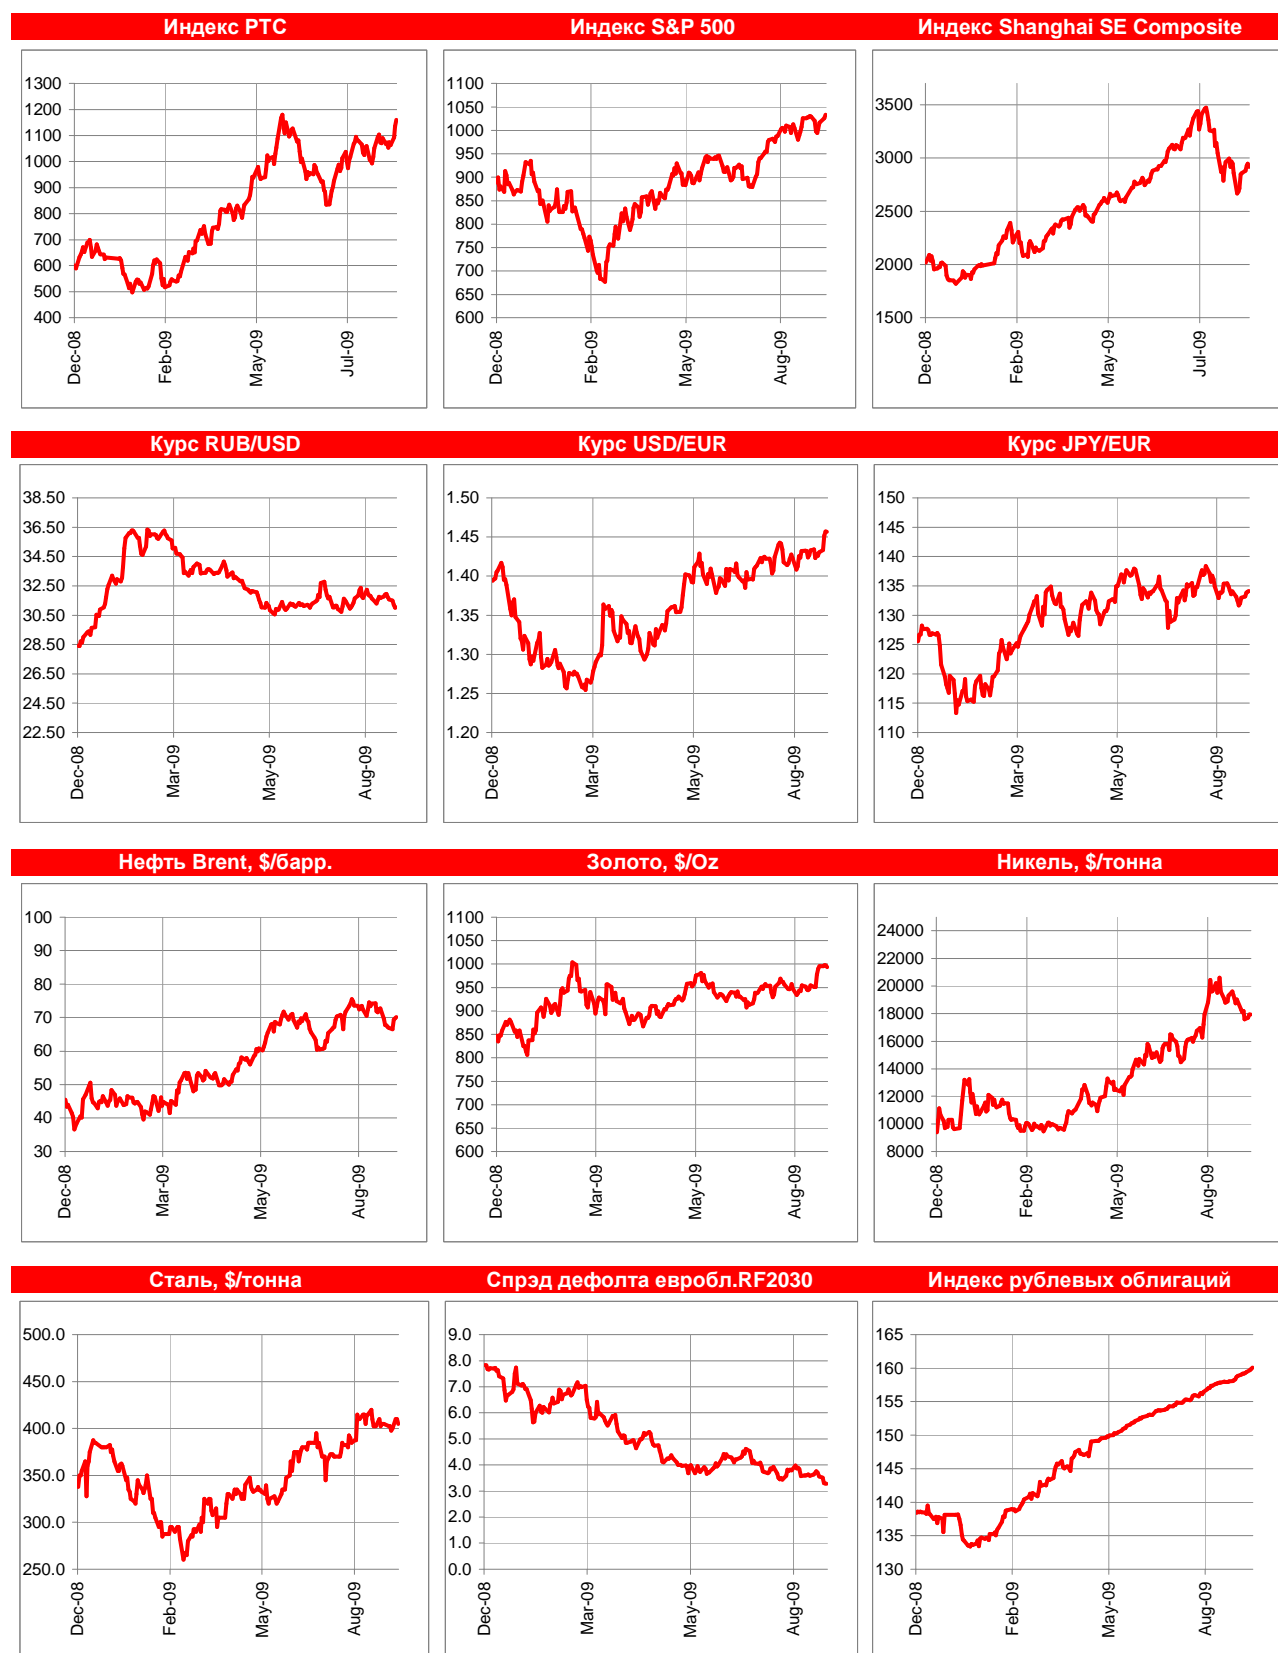 Индекс РТС
1300
1200
1100
1000
900
800
700
600
500
400
Dec-08
Feb-09
May-09
Jul-09
Индекс S&P 500
1100
1050
1000
950
900
850
800
750
700
650
600
Dec-08
Feb-09
May-09
Aug-09
Индекс Shanghai SE Composite
3500
3000
2500
2000
1500
Dec-08
Feb-09
May-09
Jul-09
Курс RUB/USD
38.50
36.50
34.50
32.50
30.50
28.50
26.50
24.50
22.50
Dec-08
Mar-09
May-09
Aug-09
Курс USD/EUR
1.50
1.45
1.40
1.35
1.30
1.25
1.20
Dec-08
Mar-09
May-09
Aug-09
Курс JPY/EUR
150
145
140
135
130
125
120
115
110
Dec-08
Mar-09
May-09
Aug-09
Нефть Brent, $/барр.
100
90
80
70
60
50
40
30
Dec-08
Mar-09
May-09
Aug-09
Золото, $/Oz
1100
1050
1000
950
900
850
800
750
700
650
600
Dec-08
Mar-09
May-09
Aug-09
Никель, $/тонна
24000
22000
20000
18000
16000
14000
12000
10000
8000
Dec-08
Feb-09
May-09
Aug-09
Сталь, $/тонна
500.0
450.0
400.0
350.0
300.0
250.0
Dec-08
Feb-09
May-09
Aug-09
Спрэд дефолта евробл.RF2030
9.0
8.0
7.0
6.0
5.0
4.0
3.0
2.0
1.0
0.0
Dec-08
Mar-09
May-09
Aug-09
Индекс рублевых облигаций
165
160
155
150
145
140
135
130
Dec-08
Feb-09
May-09
Aug-09